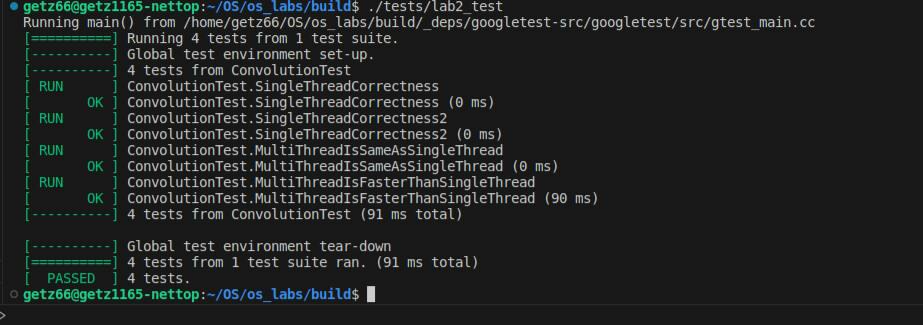 getz66@getz1165-nettop:~/OS/os_labs/build$ ./tests/lab2_test
Running main() from /home/getz66/OS/os_labs/build/_deps/googletest-src/googletest/src/gtest_main.cc
[==========] Running 4 tests from 1 test suite.
[----------] Global test environment set-up.
[----------] 4 tests from ConvolutionTest
[ RUN      ] ConvolutionTest.SingleThreadCorrectness
[       OK ] ConvolutionTest.SingleThreadCorrectness (0 ms)
[ RUN      ] ConvolutionTest.SingleThreadCorrectness2
[       OK ] ConvolutionTest.SingleThreadCorrectness2 (0 ms)
[ RUN      ] ConvolutionTest.MultiThreadIsSameAsSingleThread
[       OK ] ConvolutionTest.MultiThreadIsSameAsSingleThread (0 ms)
[ RUN      ] ConvolutionTest.MultiThreadIsFasterThanSingleThread
[       OK ] ConvolutionTest.MultiThreadIsFasterThanSingleThread (90 ms)
[----------] 4 tests from ConvolutionTest (91 ms total)
[----------] Global test environment tear-down
[==========] 4 tests from 1 test suite ran. (91 ms total)
[  PASSED  ] 4 tests.
getz66@getz1165-nettop:~/OS/os_labs/build$